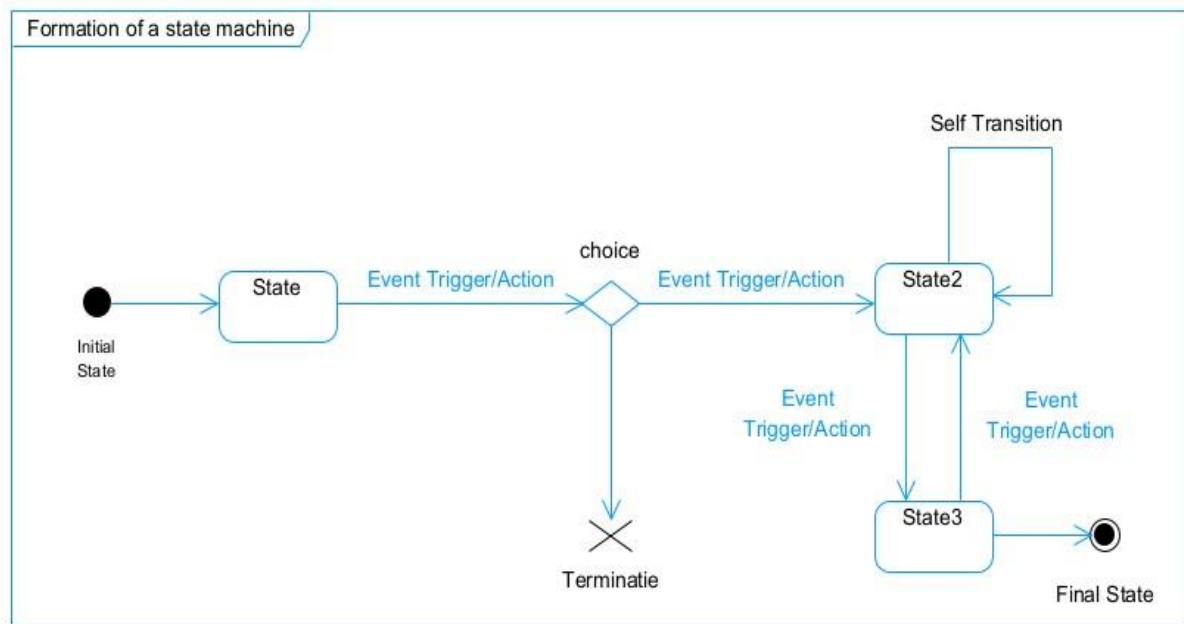 Formation of a state machine
Self Transition
choice
State
Event Trigger/Action
Event Trigger/Action
State2
Initial
State
Event
Trigger/Action
Event
Trigger/Action
State3
Terminatie
Final State